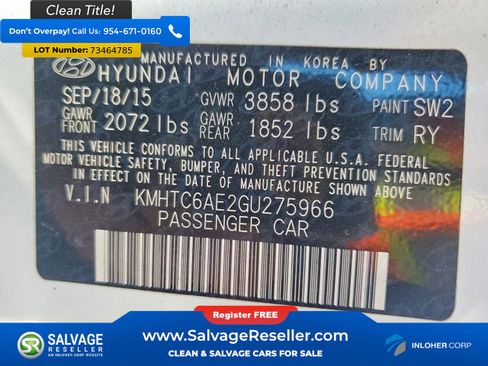 Clean Title!
Don't Overpay! Call Us: 954-671-0160
LOT Number 73464785
MANUFACTURED IN KOREA BY
HYUNDAI MOTOR COMPANY
SEP/18/15 GVWR 3858 lbs PAINT SW2
GAWR FRONT 2072 lbs GAWR REAR 1852 lbs TRIM RY
THIS VEHICLE CONFORMS TO ALL APPLICABLE U.S.A. FEDERAL
MOTOR VEHICLE SAFETY, BUMPER, AND THEFT PREVENTION STANDARDS
IN EFFECT ON THE DATE OF MANUFACTURE SHOWN ABOVE.
V.I.N KMHTC6AE2GU275966
PASSENGER CAR
Register FREE!
SALVAGE
RESELLER
AN INLOHER CORP WEBSITE
www.SalvageReseller.com
CLEAN & SALVAGE CARS FOR SALE
INLOHER CORP